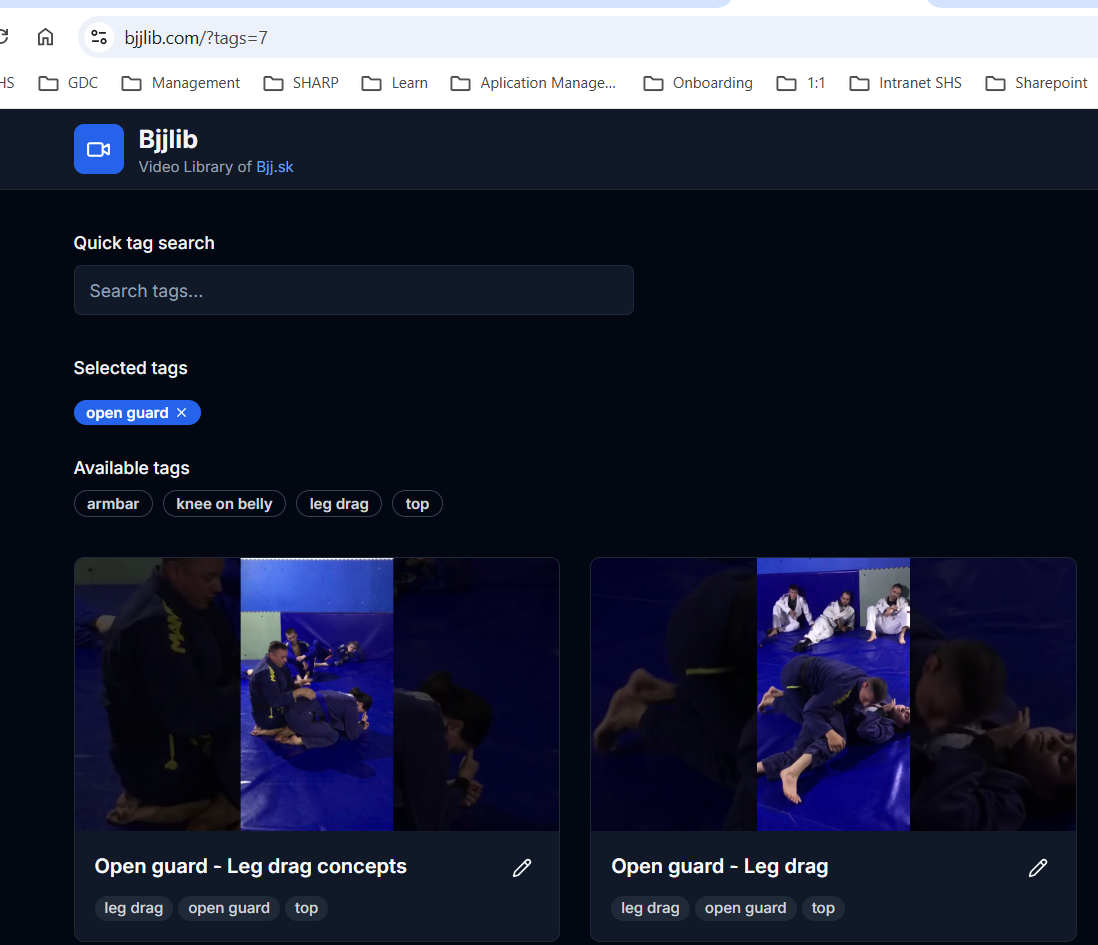 bjjlib.com/?tags=7
HS GDC Management SHARP Learn Aplication Manage... Onboarding 1:1 Intranet SHS Sharepoint
Bjjlib
Video Library of Bjj.sk
Quick tag search
Search tags...
Selected tags
open guard ×
Available tags
armbar knee on belly leg drag top
Open guard - Leg drag concepts
leg drag open guard top
Open guard - Leg drag
leg drag open guard top